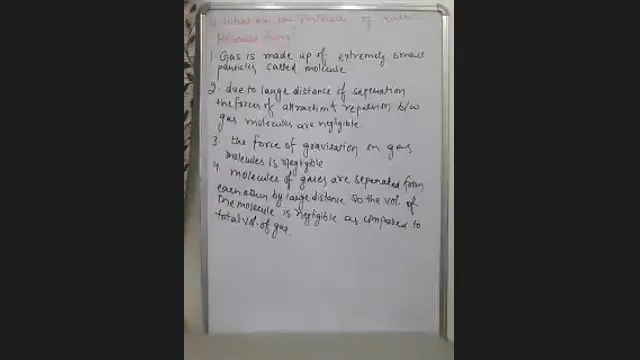 What are the postulate of kinetic
Molecular theory?
1. Gas is made up of extremely small
particles called molecule
2. due to large distance of seperation
the forces of attraction & repulsion b/w
gas molecules are negligible.
3. the force of gravitation on gas
molecules is negligible
4. molecules of gases are seperated from
each other by large distance so the vol. of
the molecule is negligible as compared to
total vol. of gas.